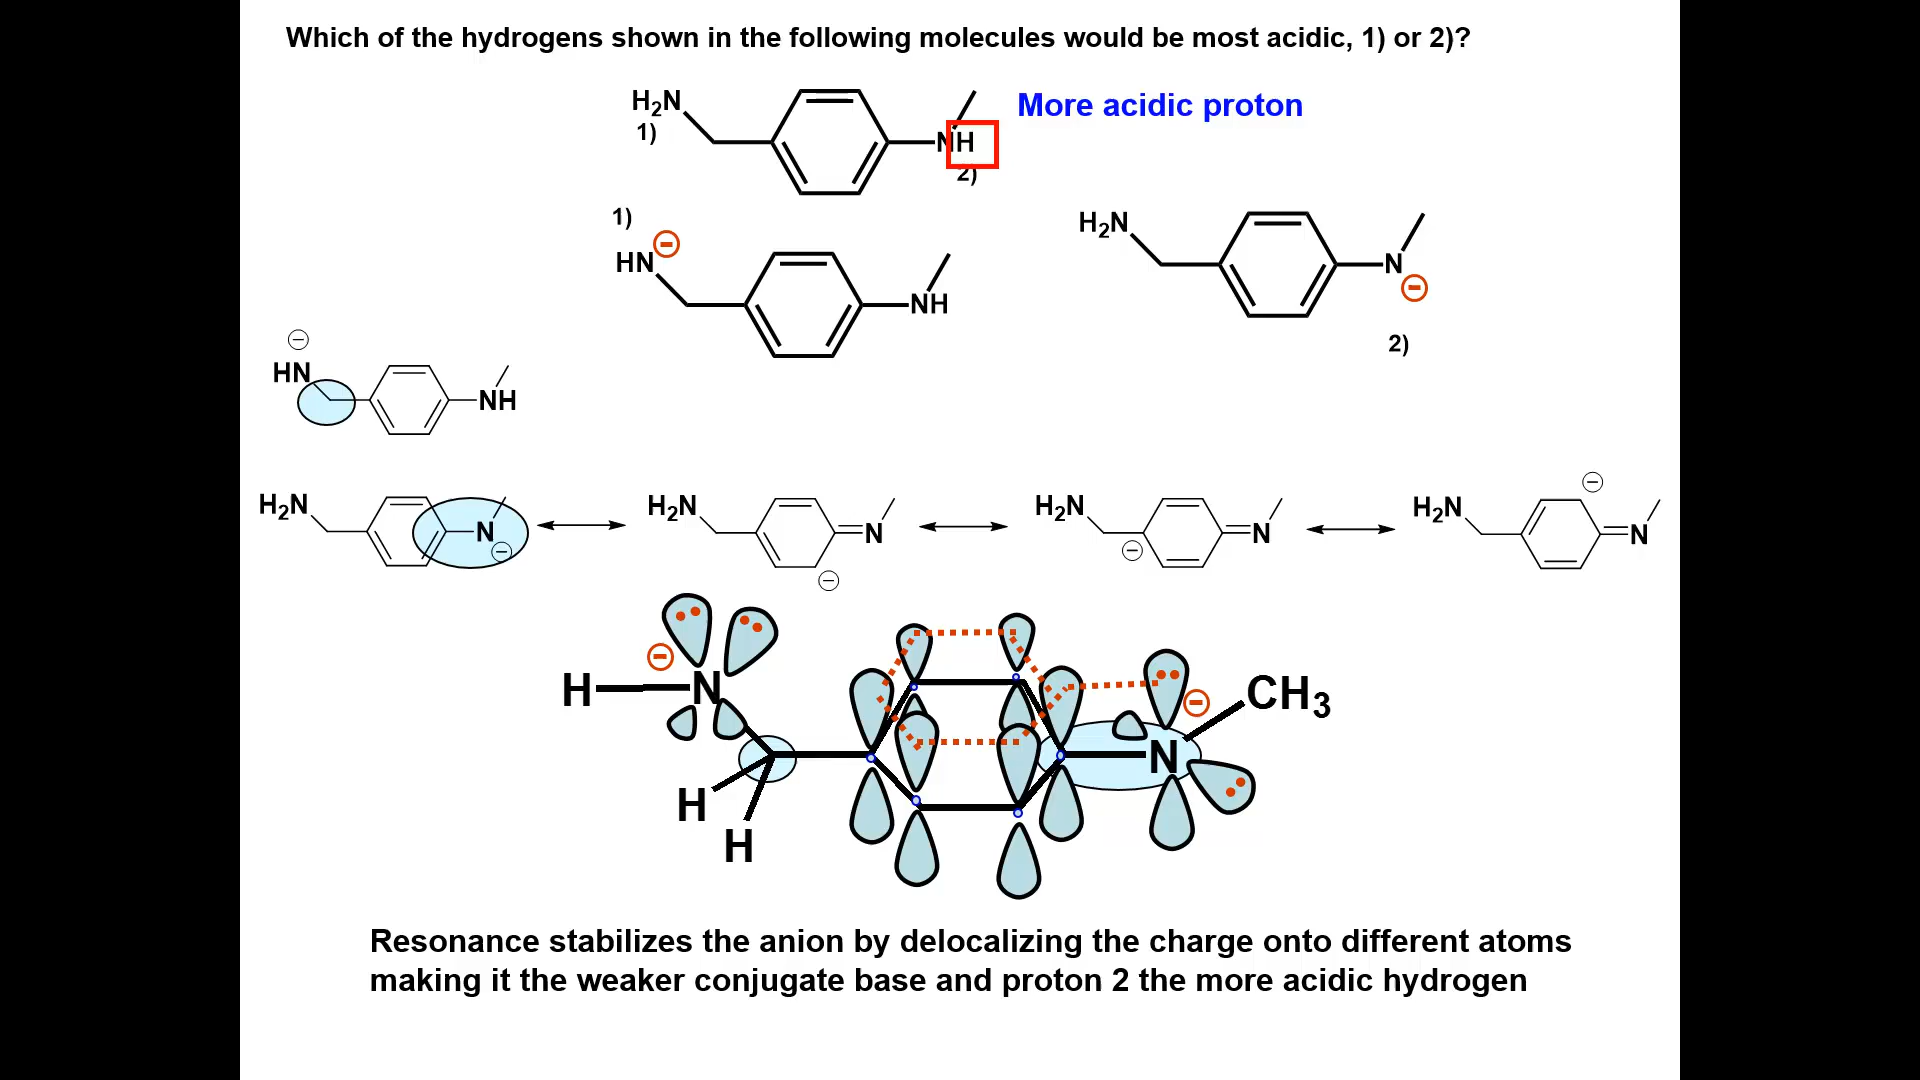 Which of the hydrogens shown in the following molecules would be most acidic, 1) or 2)?
H₂N
1)
NH
2)
More acidic proton
1)
HN
NH
H₂N
N
2)
HN
NH
H₂N
N
H₂N
N
H₂N
N
H₂N
N
H
N
H
H
N
CH₃
Resonance stabilizes the anion by delocalizing the charge onto different atoms
making it the weaker conjugate base and proton 2 the more acidic hydrogen